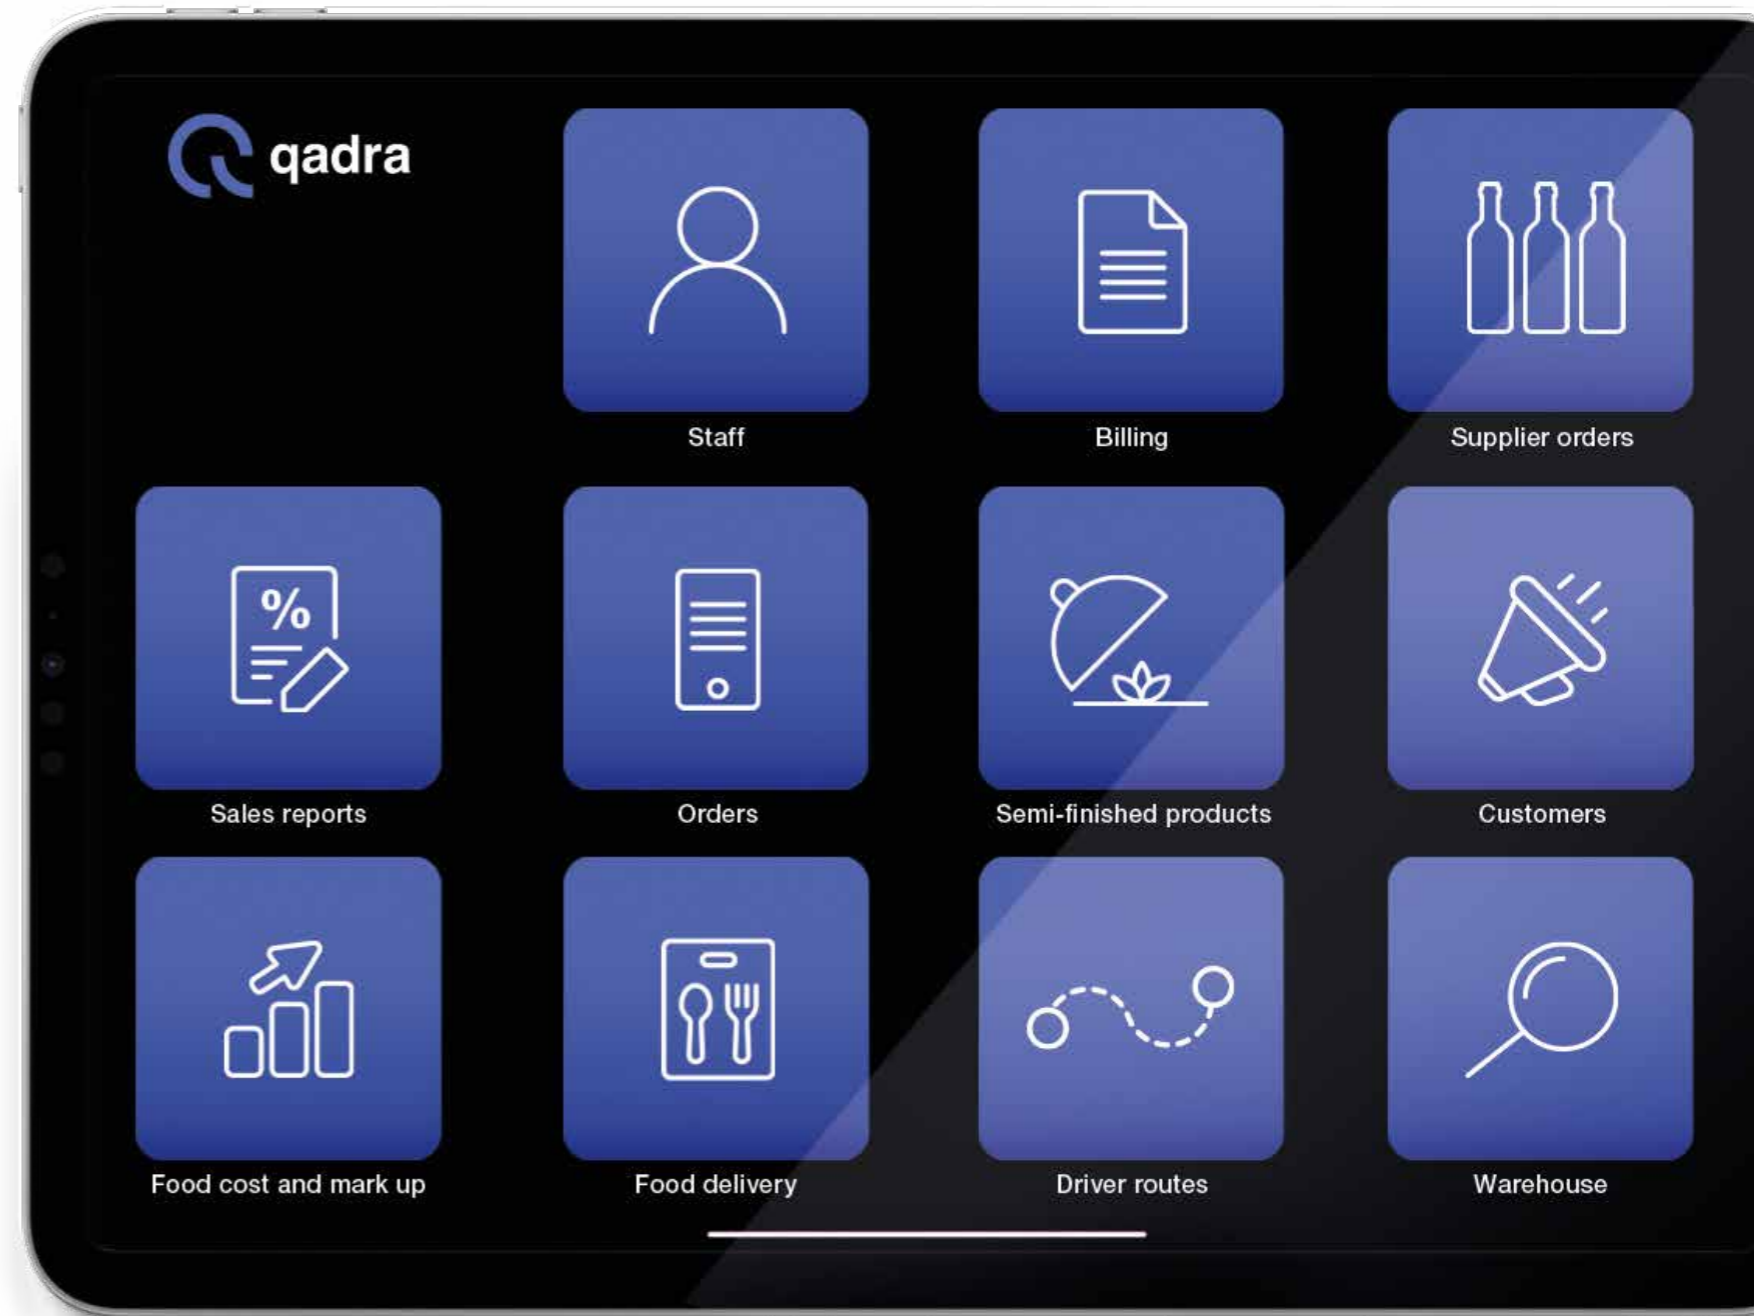 qadra
Staff
Billing
Supplier orders
%
Sales reports
Orders
Semi-finished products
Customers
Food cost and mark up
Food delivery
Driver routes
Warehouse